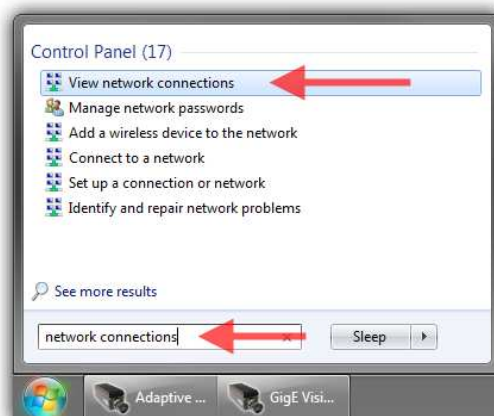 Control Panel (17)
View network connections
Manage network passwords
Add a wireless device to the network
Connect to a network
Set up a connection or network
Identify and repair network problems
See more results
network connections
Sleep
Adaptive ...
GigE Visi...